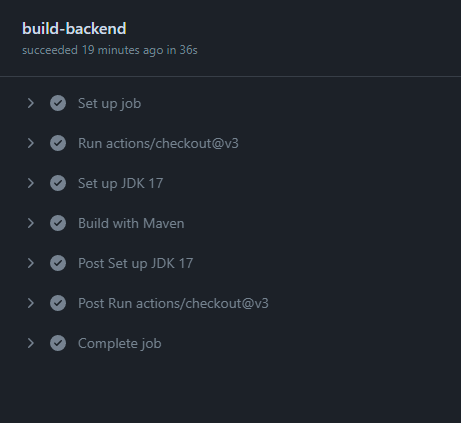 build-backend
succeeded 19 minutes ago in 36s
Set up job
Run actions/checkout@v3
Set up JDK 17
Build with Maven
Post Set up JDK 17
Post Run actions/checkout@v3
Complete job